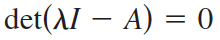 det(λI − A) = 0